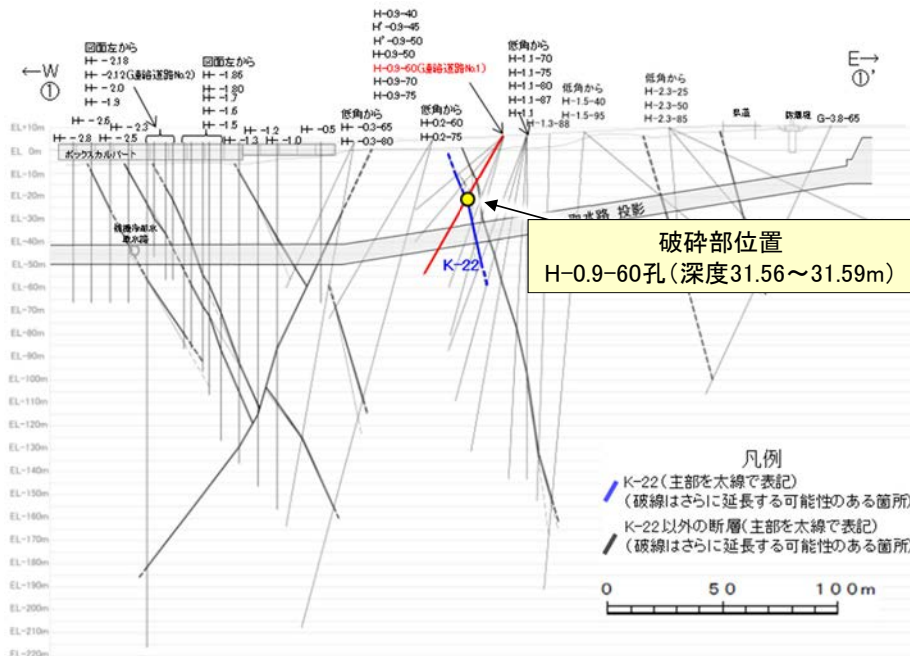 ←W
①
図面左から
H- -2.18
H- -2.12(G連絡道路No.2)
H- -2.0
H- -1.9
H- -2.6
H- -2.3
H- -2.8
H- -2.5
図面左から
H- -1.86
H- -1.80
H- -1.7
H- -1.6
H- -1.5
H- -1.2
H- -1.0
H- -0.5
低角から
H- -0.3-65
H- -0.3-80
H-0.9-40
H'-0.9-45
H'-0.9-50
H-0.9-50
H-0.9-60(G連絡道路No.1)
H-0.9-70
H-0.9-75
低角から
H-0.2-60
H-0.2-75
低角から
H-1.1-70
H-1.1-75
H-1.1-80
H-1.1-87
H-1.1
H-1.3-88
低角から
H-1.5-40
H-1.5-95
低角から
H-2.3-25
H-2.3-50
H-2.3-85
県道
防潮堤
G-3.8-65
E→
①'
EL+10m
EL 0m
EL-10m
EL-20m
EL-30m
EL-40m
EL-50m
EL-60m
EL-70m
EL-80m
EL-90m
EL-100m
EL-110m
EL-120m
EL-130m
EL-140m
EL-150m
EL-160m
EL-170m
EL-180m
EL-190m
EL-200m
EL-210m
EL-220m
ボックスカルバート
補機冷却水
取水路
取水路 投影
K-22
破砕部位置
H-0.9-60孔(深度31.56～31.59m)
凡例
K-22(主部を太線で表記)
(破線はさらに延長する可能性のある箇所)
K-22以外の断層(主部を太線で表記)
(破線はさらに延長する可能性のある箇所)
0 50 100m